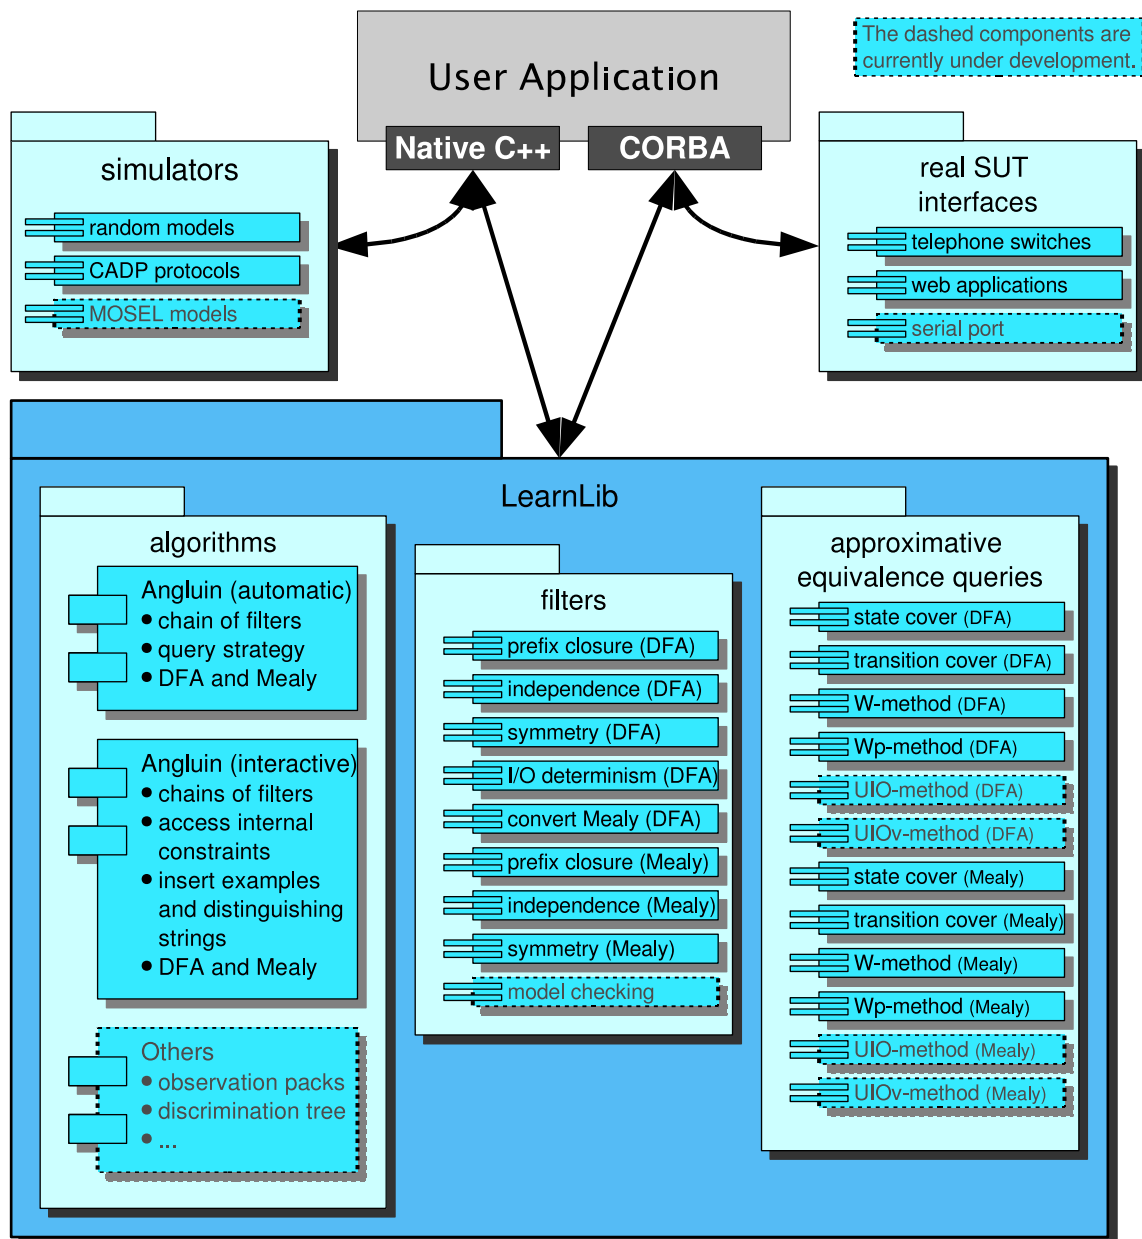 User Application
Native C++
CORBA
The dashed components are
currently under development.
simulators
random models
CADP protocols
MOSEL models
real SUT
interfaces
telephone switches
web applications
serial port
LearnLib
algorithms
Angluin (automatic)
• chain of filters
• query strategy
• DFA and Mealy
Angluin (interactive)
• chains of filters
• access internal
constraints
• insert examples
and distinguishing
strings
• DFA and Mealy
Others
• observation packs
• discrimination tree
• ...
filters
prefix closure (DFA)
independence (DFA)
symmetry (DFA)
I/O determinism (DFA)
convert Mealy (DFA)
prefix closure (Mealy)
independence (Mealy)
symmetry (Mealy)
model checking
approximative
equivalence queries
state cover (DFA)
transition cover (DFA)
W-method (DFA)
Wp-method (DFA)
UIO-method (DFA)
UIOv-method (DFA)
state cover (Mealy)
transition cover (Mealy)
W-method (Mealy)
Wp-method (Mealy)
UIO-method (Mealy)
UIOv-method (Mealy)